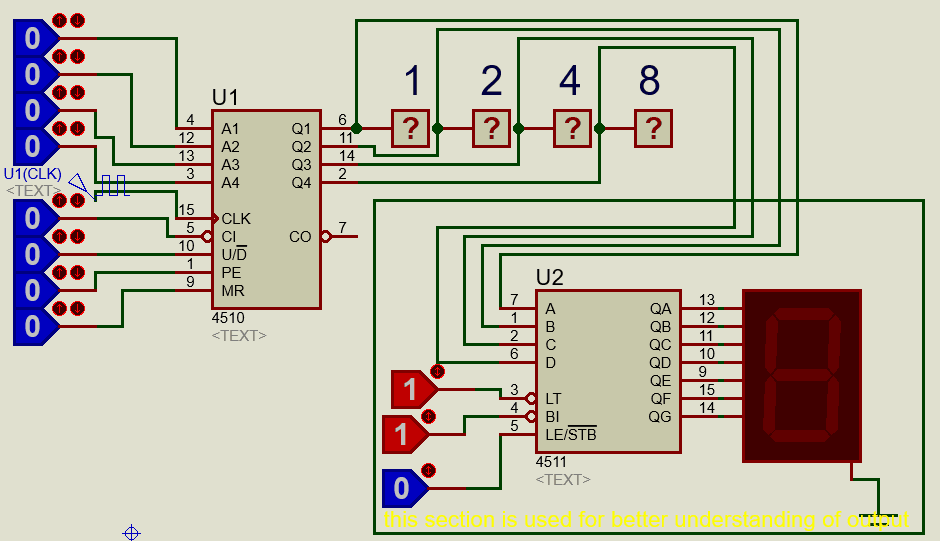 0
0
0
0
U1(CLK)
<TEXT>
0
0
0
0
U1
4 A1 Q1 6
12 A2 Q2 11
13 A3 Q3 14
3 A4 Q4 2
15 CLK
5 CI CO 7
10 U/D
1 PE
9 MR
4510
<TEXT>
1 2 4 8
? ? ? ?
U2
7 A QA 13
1 B QB 12
2 C QC 11
6 D QD 10
QE 9
3 LT QF 15
4 BI QG 14
5 LE/STB
4511
<TEXT>
1
1
0
this section is used for better understanding of output